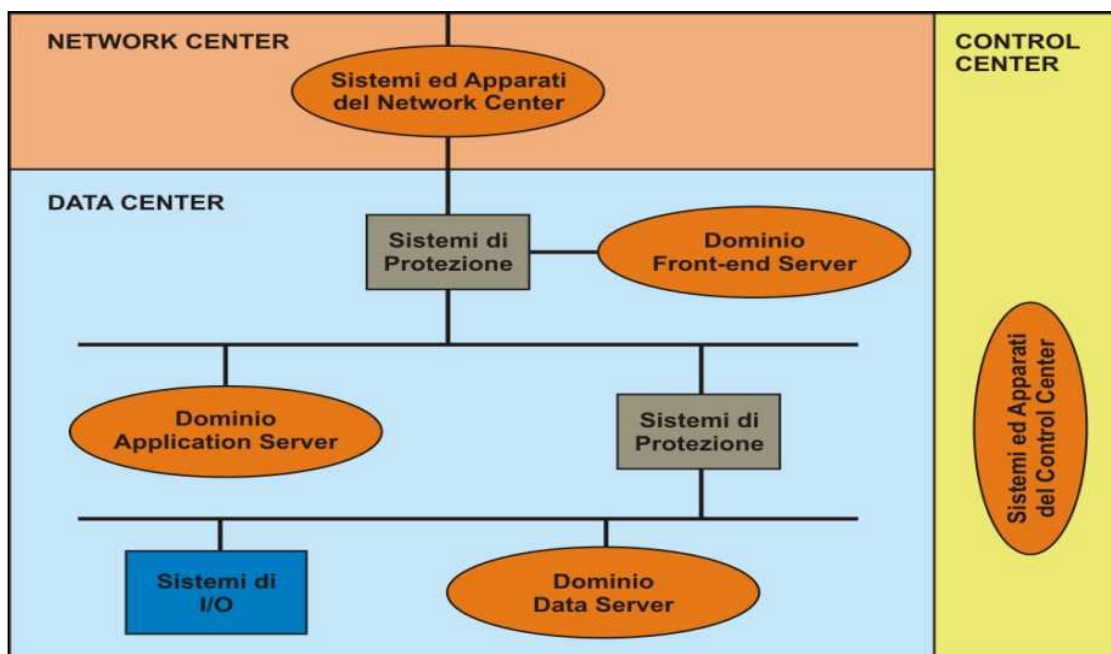 NETWORK CENTER
Sistemi ed Apparati
del Network Center
CONTROL
CENTER
DATA CENTER
Sistemi di
Protezione
Dominio
Front-end Server
Dominio
Application Server
Sistemi di
Protezione
Sistemi ed Apparati
del Control Center
Sistemi di
I/O
Dominio
Data Server